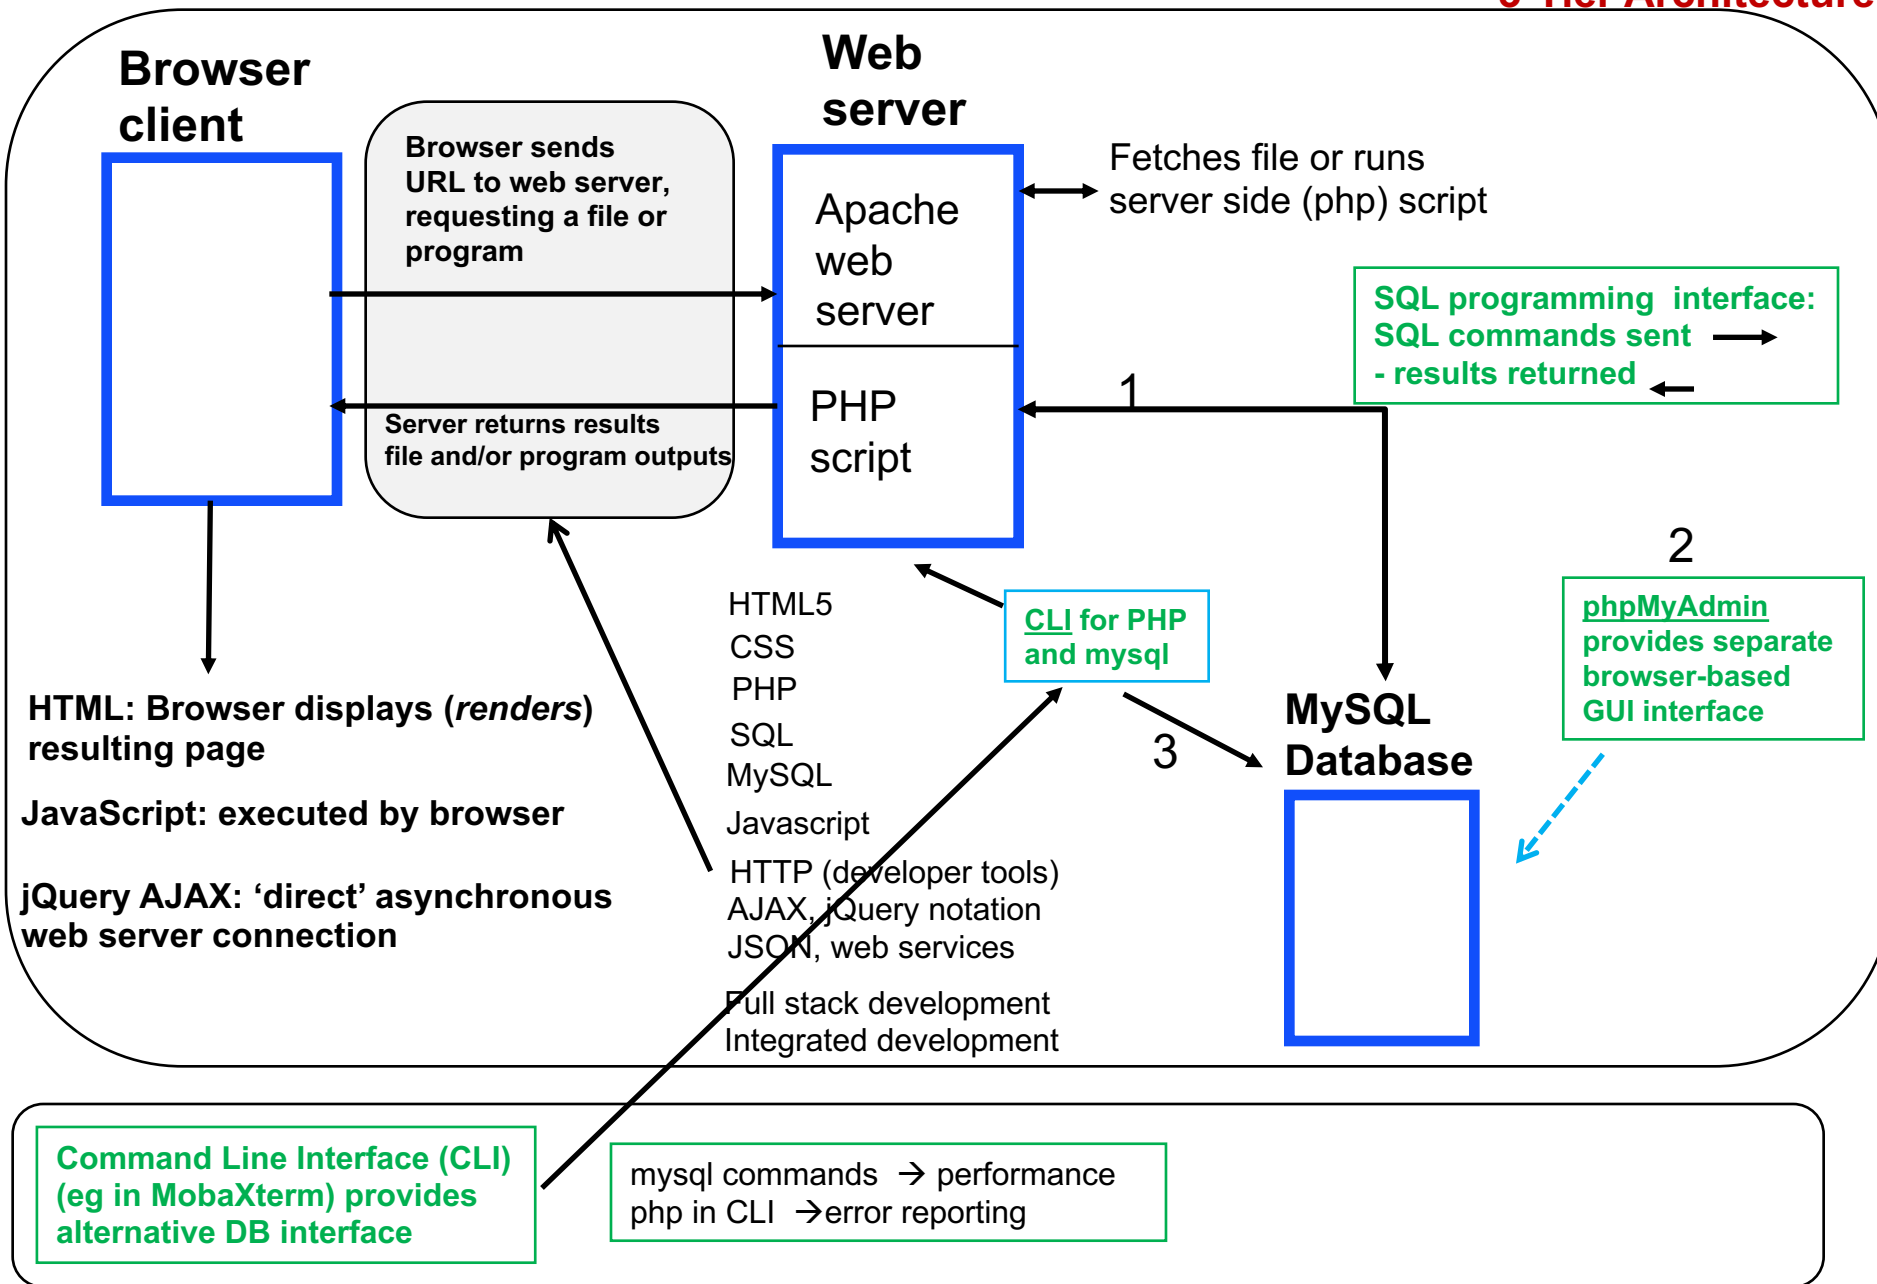 Tier Architecture
Browser
client
Web
server
Browser sends
URL to web server,
requesting a file or
program
Server returns results
file and/or program outputs
Apache
web
server
PHP
script
Fetches file or runs
server side (php) script
SQL programming interface:
SQL commands sent
- results returned
1
2
phpMyAdmin
provides separate
browser-based
GUI interface
HTML: Browser displays (renders)
resulting page
JavaScript: executed by browser
jQuery AJAX: ‘direct’ asynchronous
web server connection
HTML5
CSS
PHP
SQL
MySQL
Javascript
HTTP (developer tools)
AJAX, jQuery notation
JSON, web services
Full stack development
Integrated development
CLI for PHP
and mysql
3
MySQL
Database
Command Line Interface (CLI)
(eg in MobaXterm) provides
alternative DB interface
mysql commands → performance
php in CLI →error reporting